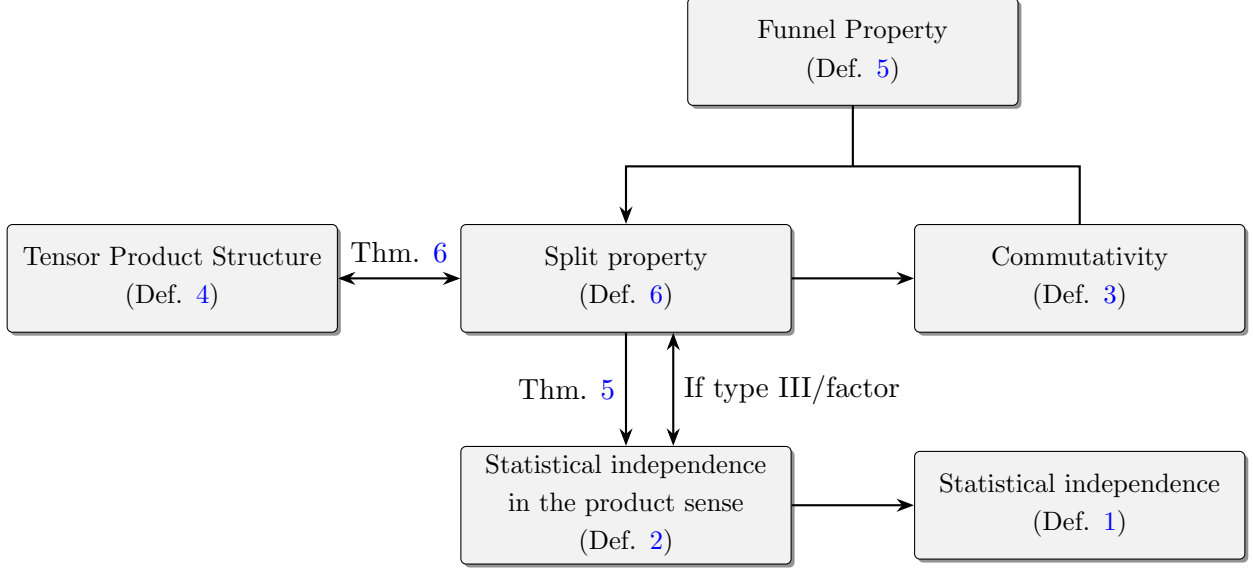 Funnel Property
(Def. 5)
Tensor Product Structure
(Def. 4)
Thm. 6
Split property
(Def. 6)
Commutativity
(Def. 3)
Thm. 5
If type III/factor
Statistical independence
in the product sense
(Def. 2)
Statistical independence
(Def. 1)